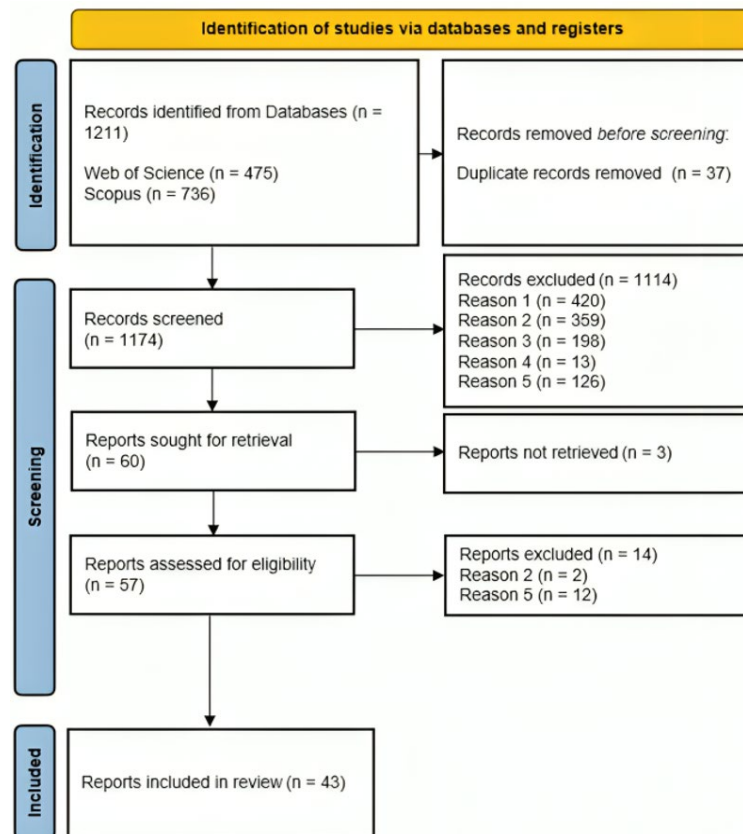 Identification of studies via databases and registers
Identification
Records identified from Databases (n =
1211)
Web of Science (n = 475)
Scopus (n = 736)
Records removed before screening:
Duplicate records removed (n = 37)
Screening
Records screened
(n = 1174)
Records excluded (n = 1114)
Reason 1 (n = 420)
Reason 2 (n = 359)
Reason 3 (n = 198)
Reason 4 (n = 13)
Reason 5 (n = 126)
Reports sought for retrieval
(n = 60)
Reports not retrieved (n = 3)
Reports assessed for eligibility
(n = 57)
Reports excluded (n = 14)
Reason 2 (n = 2)
Reason 5 (n = 12)
Included
Reports included in review (n = 43)